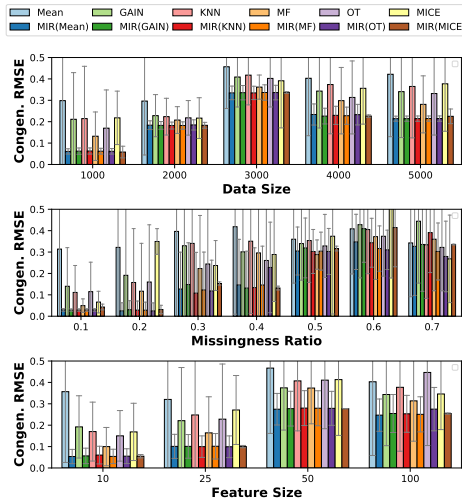 Mean GAIN KNN MF OT MICE
MIR(Mean) MIR(GAIN) MIR(KNN) MIR(MF) MIR(OT) MIR(MICE
Congen. RMSE
0.5
0.4
0.3
0.2
0.1
0.0
1000 2000 3000 4000 5000
Data Size
Congen. RMSE
0.5
0.4
0.3
0.2
0.1
0.0
0.1 0.2 0.3 0.4 0.5 0.6 0.7
Missingness Ratio
Congen. RMSE
0.5
0.4
0.3
0.2
0.1
0.0
10 25 50 100
Feature Size